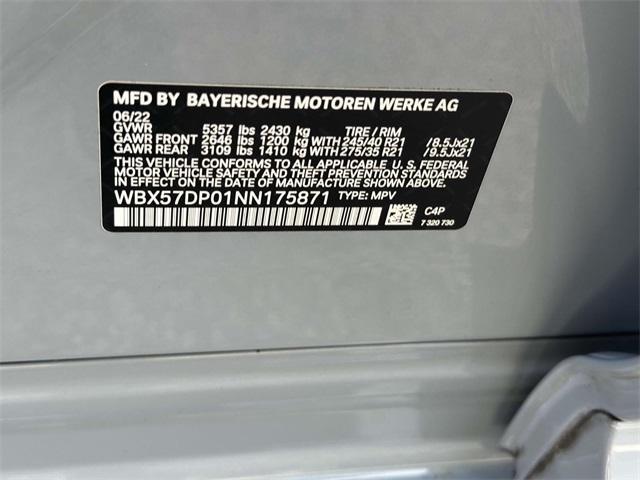 MFD BY BAYERISCHE MOTOREN WERKE AG
06/22
GVWR 5357 lbs 2430 kg TIRE / RIM
GAWR FRONT 2646 lbs 1200 kg WITH 245/40 R21 /8.5Jx21
GAWR REAR 3109 lbs 1410 kg WITH 275/35 R21 /9.5Jx21
THIS VEHICLE CONFORMS TO ALL APPLICABLE U. S. FEDERAL
MOTOR VEHICLE SAFETY AND THEFT PREVENTION STANDARDS
IN EFFECT ON THE DATE OF MANUFACTURE SHOWN ABOVE.
WBX57DP01NN175871 TYPE: MPV
C4P
7 320 730